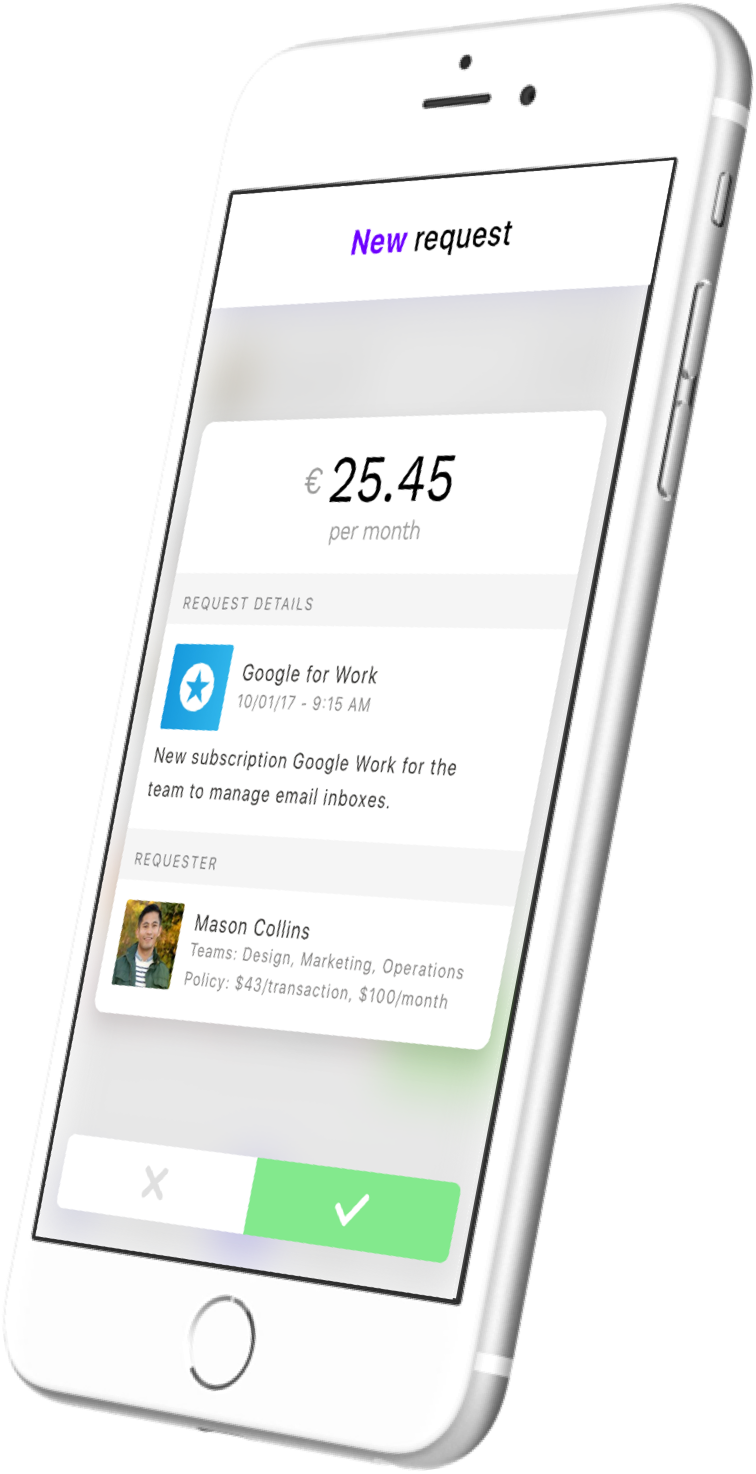 New request
€ 25.45
per month
REQUEST DETAILS
Google for Work
10/01/17 - 9:15 AM
New subscription Google Work for the
team to manage email inboxes.
REQUESTER
Mason Collins
Teams: Design, Marketing, Operations
Policy: $43/transaction, $100/month